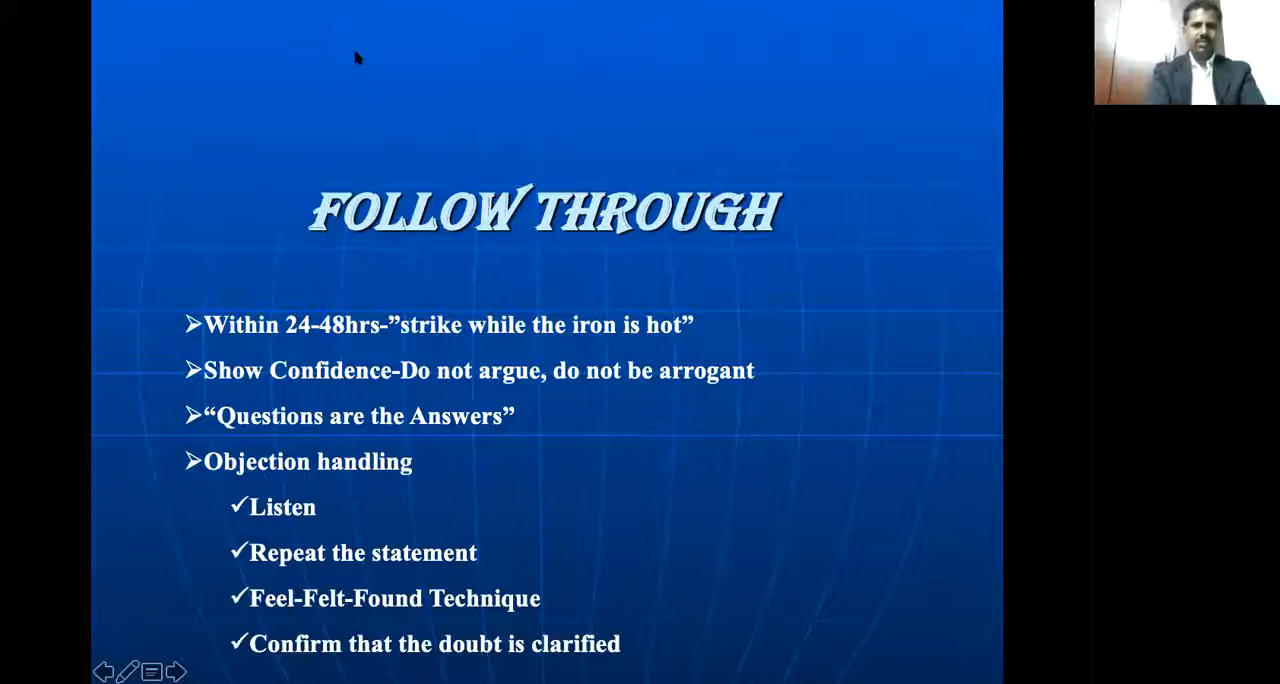 FOLLOW THROUGH
➢Within 24-48hrs-”strike while the iron is hot”
➢Show Confidence-Do not argue, do not be arrogant
➢“Questions are the Answers”
➢Objection handling
✓Listen
✓Repeat the statement
✓Feel-Felt-Found Technique
✓Confirm that the doubt is clarified